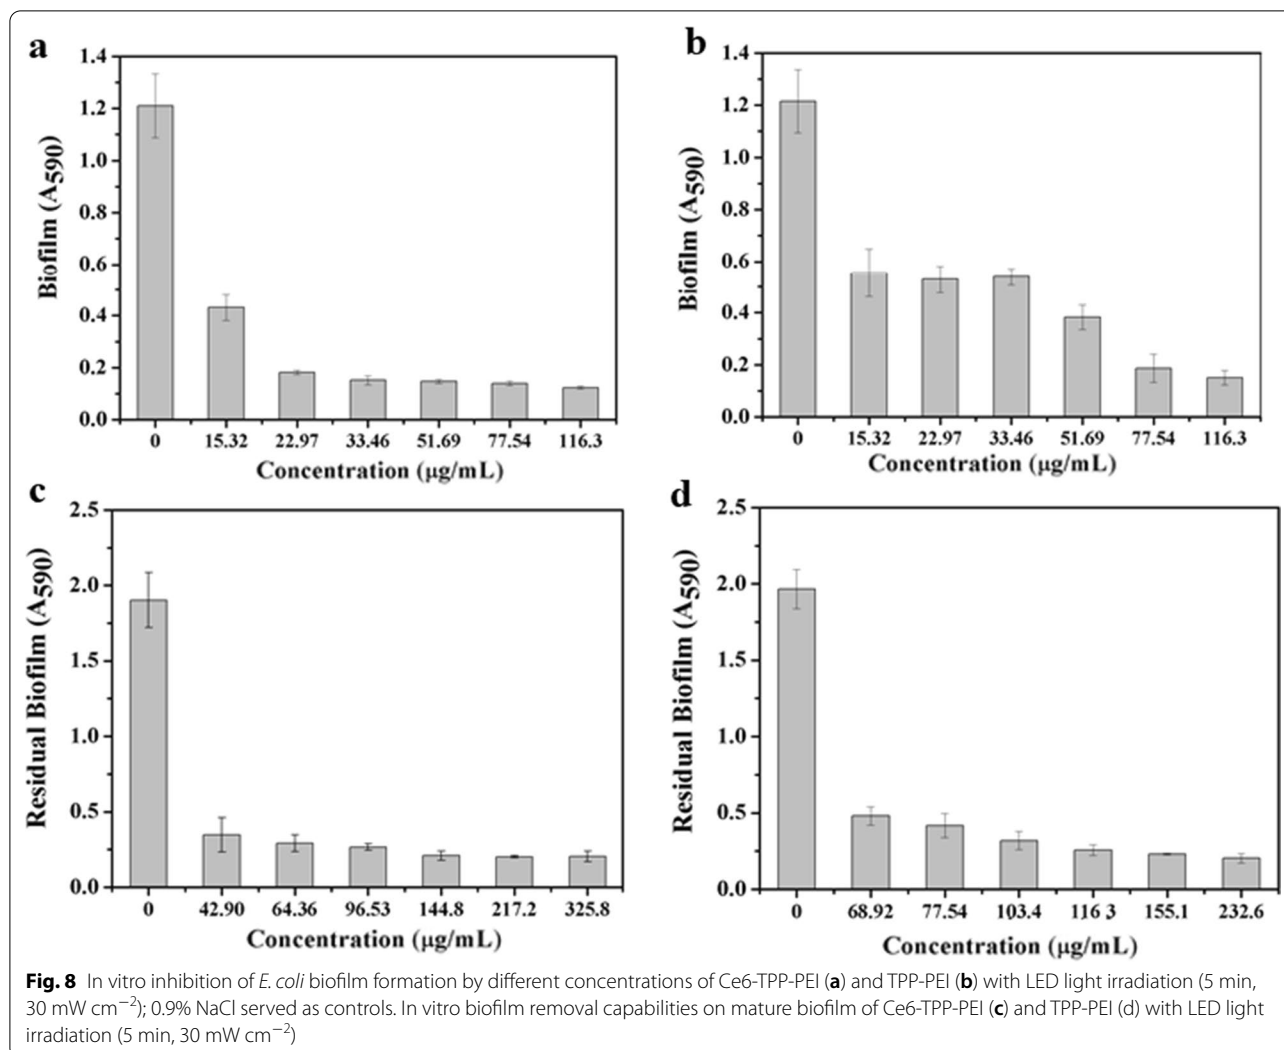 a
1.4
1.2
1.0
0.8
0.6
0.4
0.2
0.0
Biofilm (A590)
0 15.32 22.97 33.46 51.69 77.54 116.3
Concentration (μg/mL)
b
1.4
1.2
1.0
0.8
0.6
0.4
0.2
0.0
Biofilm (A590)
0 15.32 22.97 33.46 51.69 77.54 116.3
Concentration (μg/mL)
c
2.5
2.0
1.5
1.0
0.5
0.0
Residual Biofilm (A590)
0 42.90 64.36 96.53 144.8 217.2 325.8
Concentration (μg/mL)
d
2.5
2.0
1.5
1.0
0.5
0.0
Residual Biofilm (A590)
0 68.92 77.54 103.4 116 3 155.1 232.6
Concentration (μg/mL)
Fig. 8 In vitro inhibition of E. coli biofilm formation by different concentrations of Ce6-TPP-PEI (a) and TPP-PEI (b) with LED light irradiation (5 min,
30 mW cm−2); 0.9% NaCl served as controls. In vitro biofilm removal capabilities on mature biofilm of Ce6-TPP-PEI (c) and TPP-PEI (d) with LED light
irradiation (5 min, 30 mW cm−2)